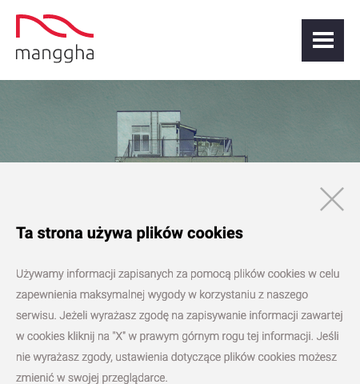 manggha
Ta strona używa plików cookies
Używamy informacji zapisanych za pomocą plików cookies w celu
zapewnienia maksymalnej wygody w korzystaniu z naszego
serwisu. Jeżeli wyrażasz zgodę na zapisywanie informacji zawartej
w cookies kliknij na "X" w prawym górnym rogu tej informacji. Jeśli
nie wyrażasz zgody, ustawienia dotyczące plików cookies możesz
zmienić w swojej przeglądarce.